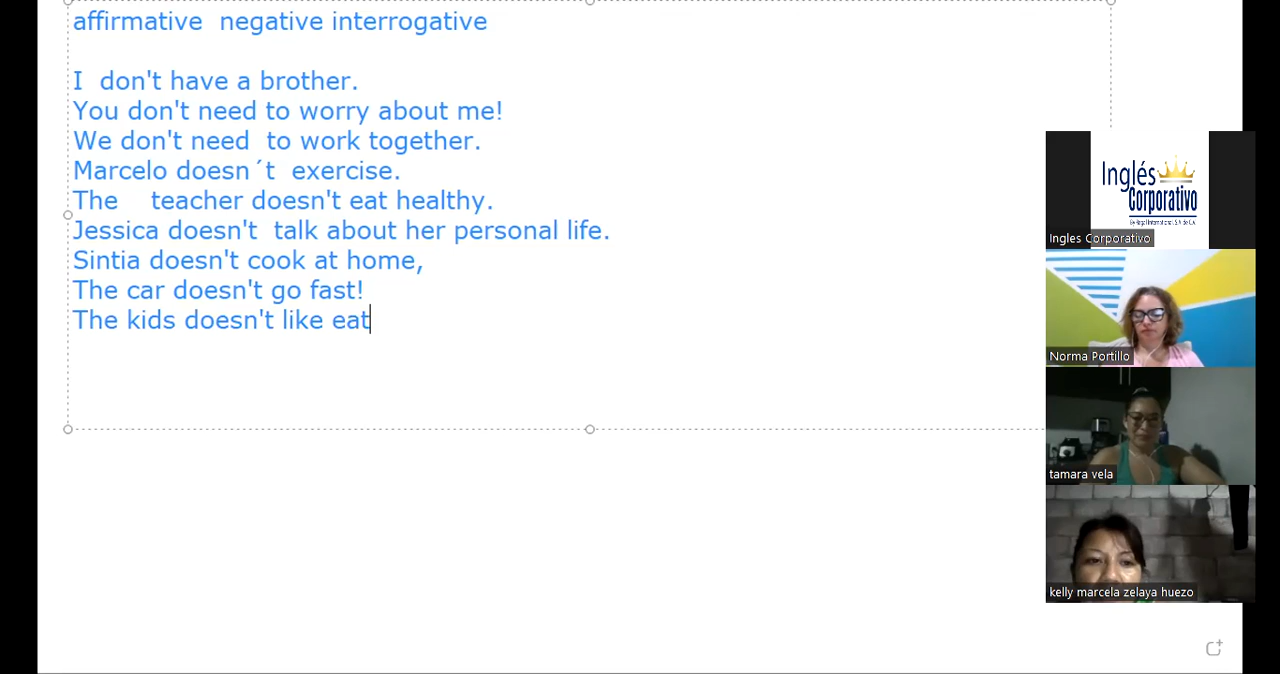 affirmative  negative interrogative
I  don't have a brother.
You don't need to worry about me!
We don't need  to work together.
Marcelo doesn´t  exercise.
The    teacher doesn't eat healthy.
Jessica doesn't  talk about her personal life.
Sintia doesn't cook at home,
The car doesn't go fast!
The kids doesn't like eat
Inglés
Corporativo
Ingles Corporativo
Norma Portillo
tamara vela
kelly marcela zelaya huezo